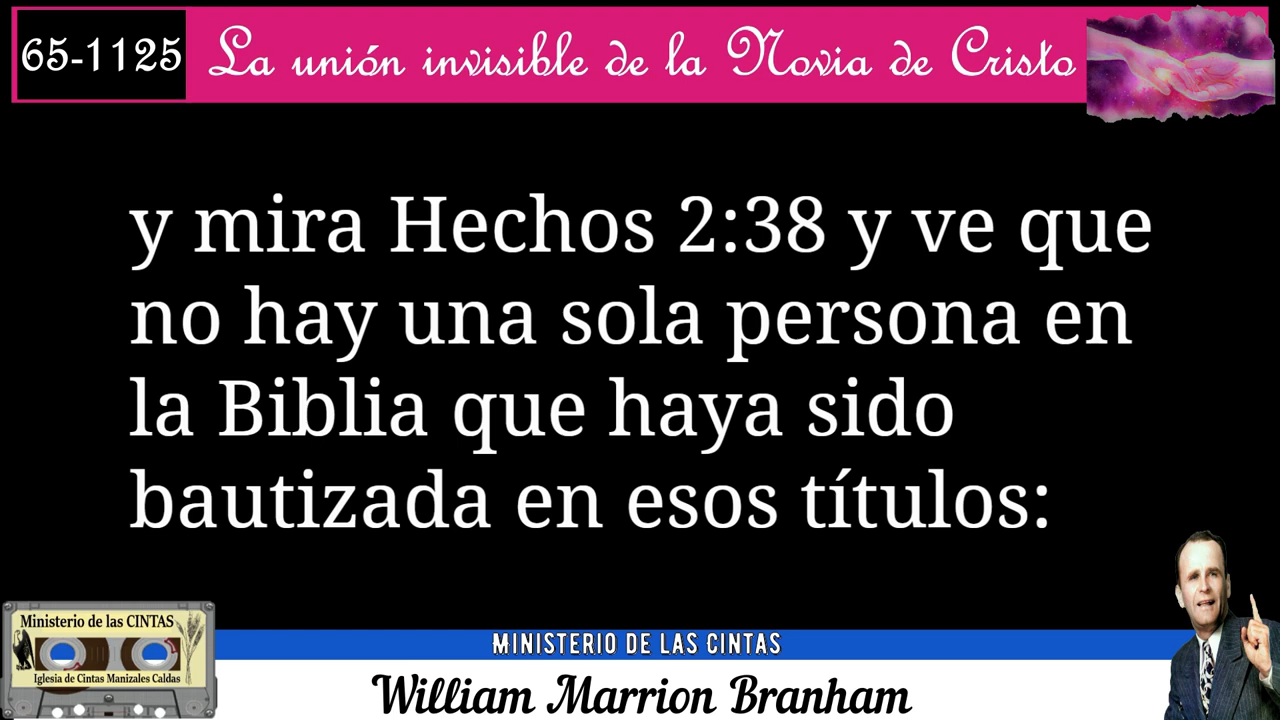 65-1125 La unión invisible de la Novia de Cristo
y mira Hechos 2:38 y ve que
no hay una sola persona en
la Biblia que haya sido
bautizada en esos títulos:
Ministerio de las CINTAS
Iglesia de Cintas Manizales Caldas
MINISTERIO DE LAS CINTAS
William Marrion Branham